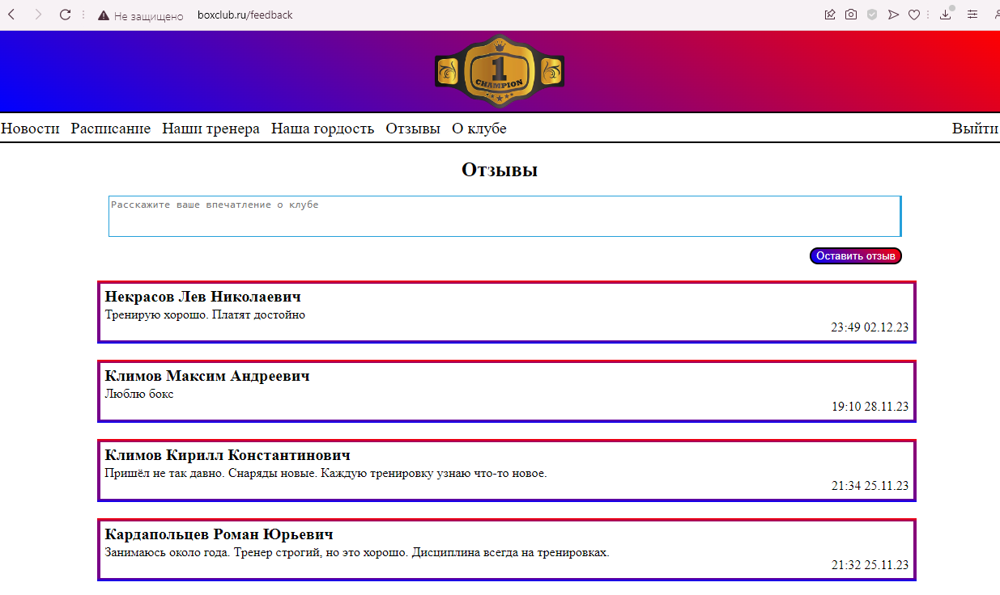 Не защищено boxclub.ru/feedback
1
CHAMPION
Новости Расписание Наши тренера Наша гордость Отзывы О клубе Выйти
Отзывы
Расскажите ваше впечатление о клубе
Оставить отзыв
Некрасов Лев Николаевич
Тренирую хорошо. Платят достойно
23:49 02.12.23
Климов Максим Андреевич
Люблю бокс
19:10 28.11.23
Климов Кирилл Константинович
Пришёл не так давно. Снаряды новые. Каждую тренировку узнаю что-то новое.
21:34 25.11.23
Кардапольцев Роман Юрьевич
Занимаюсь около года. Тренер строгий, но это хорошо. Дисциплина всегда на тренировках.
21:32 25.11.23